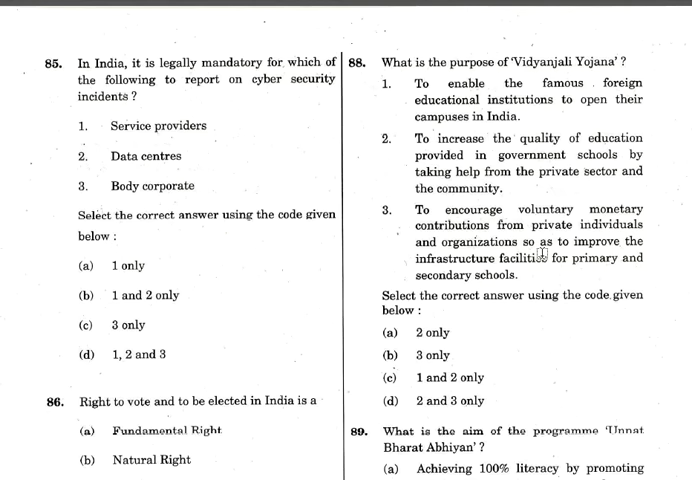 85. In India, it is legally mandatory for which of
the following to report on cyber security
incidents ?
1. Service providers
2. Data centres
3. Body corporate
Select the correct answer using the code given
below :
(a) 1 only
(b) 1 and 2 only
(c) 3 only
(d) 1, 2 and 3
86. Right to vote and to be elected in India is a
(a) Fundamental Right
(b) Natural Right
88. What is the purpose of ‘Vidyanjali Yojana’ ?
1. To enable the famous foreign
educational institutions to open their
campuses in India.
2. To increase the quality of education
provided in government schools by
taking help from the private sector and
the community.
3. To encourage voluntary monetary
contributions from private individuals
and organizations so as to improve the
infrastructure facilities for primary and
secondary schools.
Select the correct answer using the code given
below :
(a) 2 only
(b) 3 only
(c) 1 and 2 only
(d) 2 and 3 only
89. What is the aim of the programme ‘Unnat
Bharat Abhiyan’ ?
(a) Achieving 100% literacy by promoting